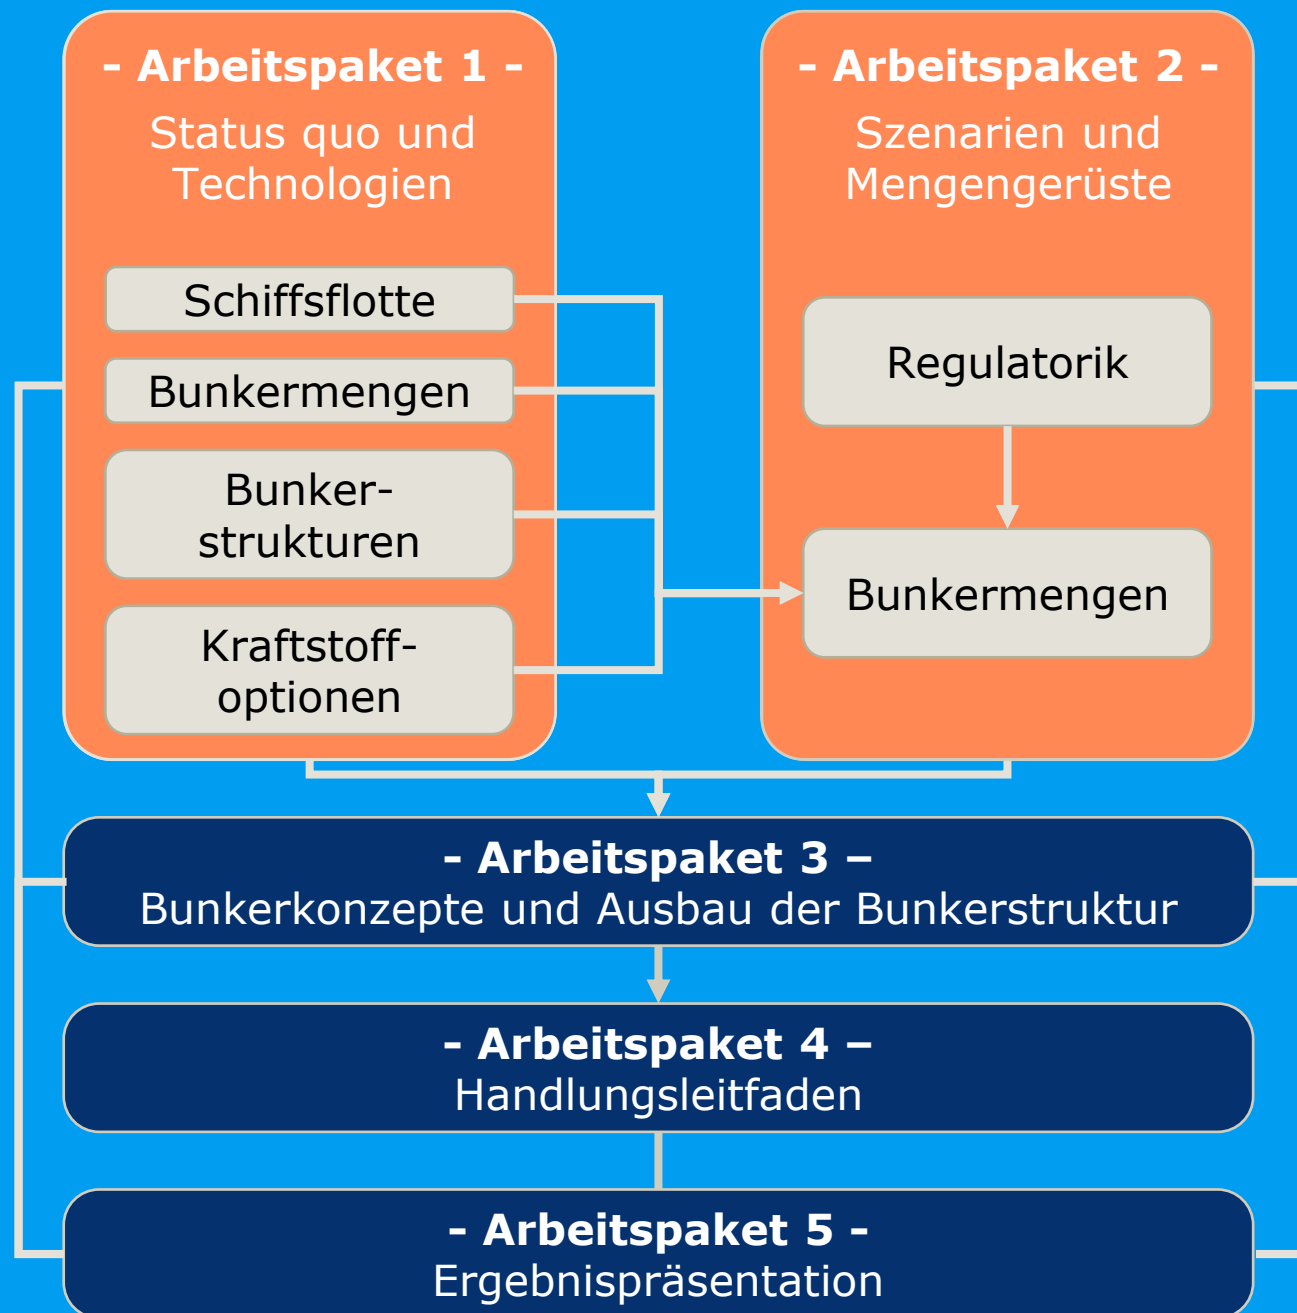 - Arbeitspaket 1 -
Status quo und
Technologien
Schiffsflotte
Bunkermengen
Bunker-
strukturen
Kraftstoff-
optionen
- Arbeitspaket 2 -
Szenarien und
Mengengerüste
Regulatorik
Bunkermengen
- Arbeitspaket 3 –
Bunkerkonzepte und Ausbau der Bunkerstruktur
- Arbeitspaket 4 –
Handlungsleitfaden
- Arbeitspaket 5 -
Ergebnispräsentation